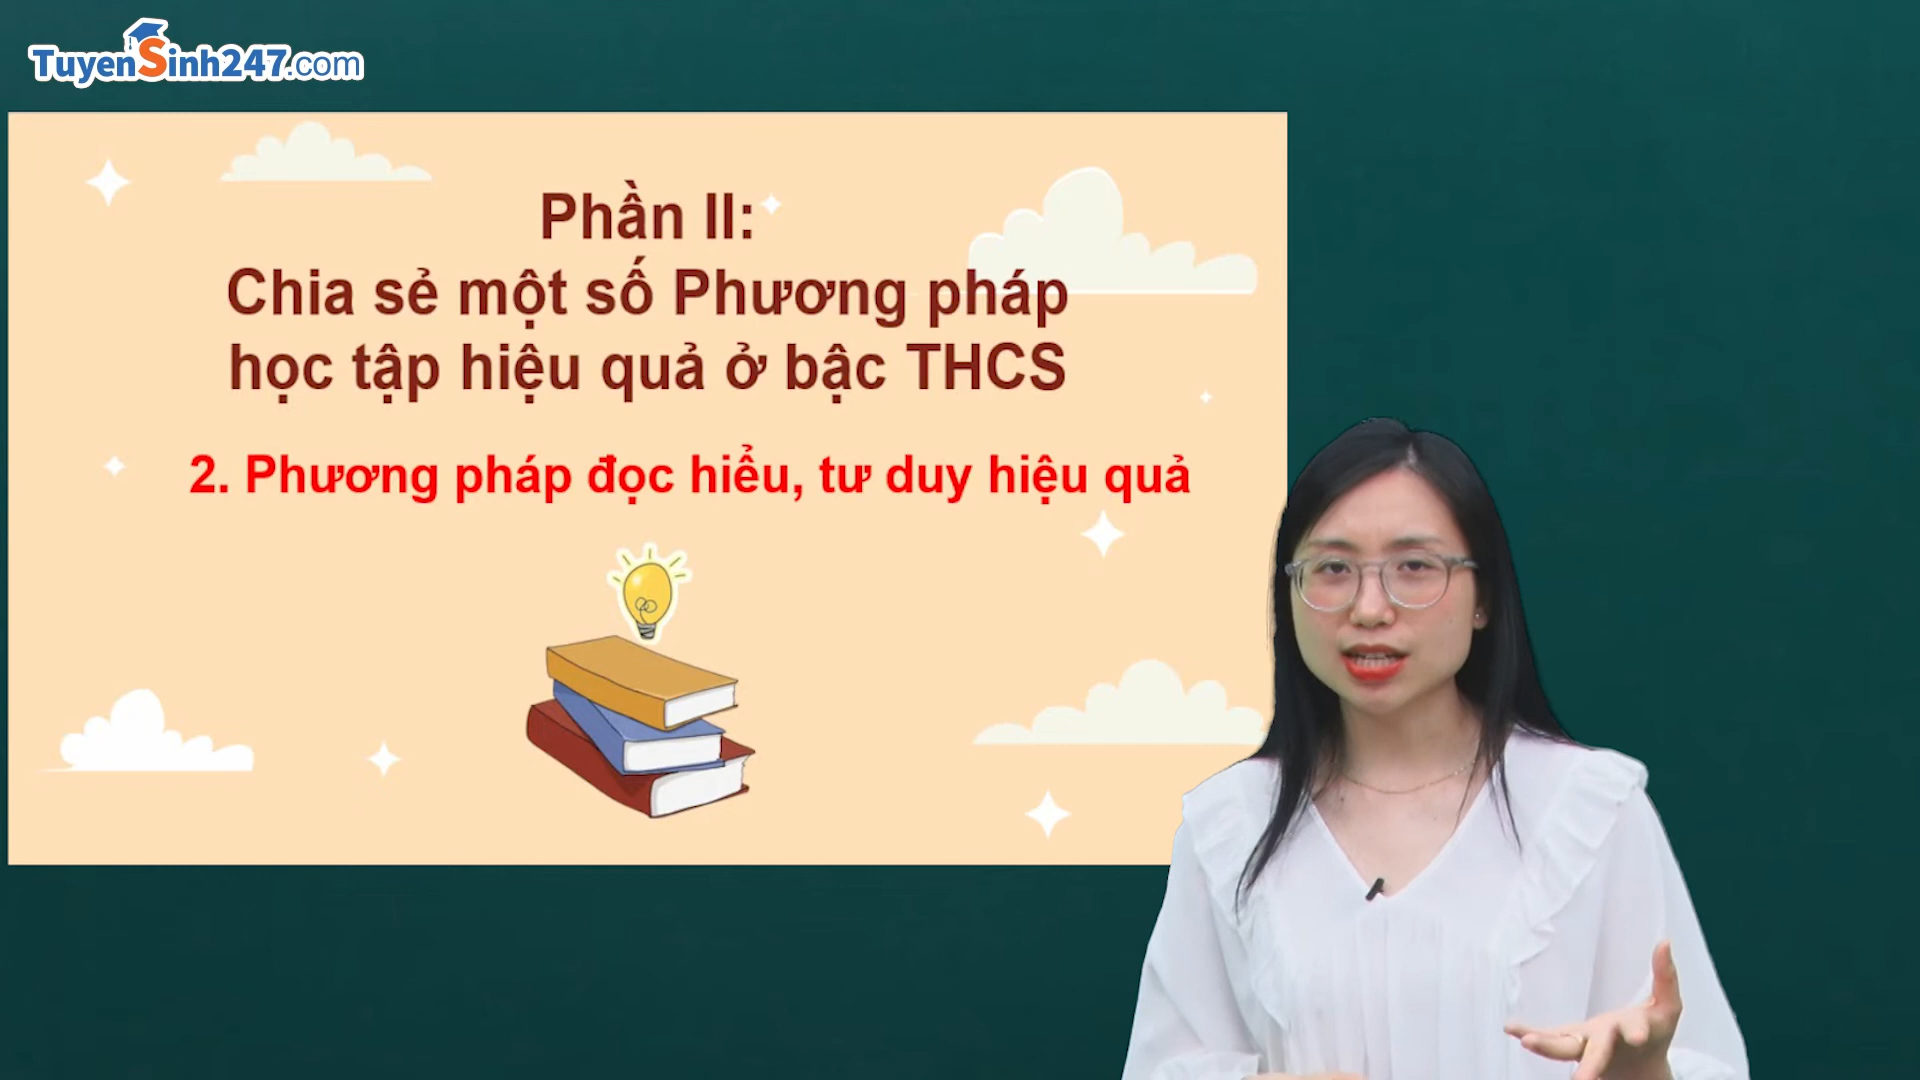 TuyenSinh247.com
Phần II:
Chia sẻ một số Phương pháp
học tập hiệu quả ở bậc THCS
2. Phương pháp đọc hiểu, tư duy hiệu quả